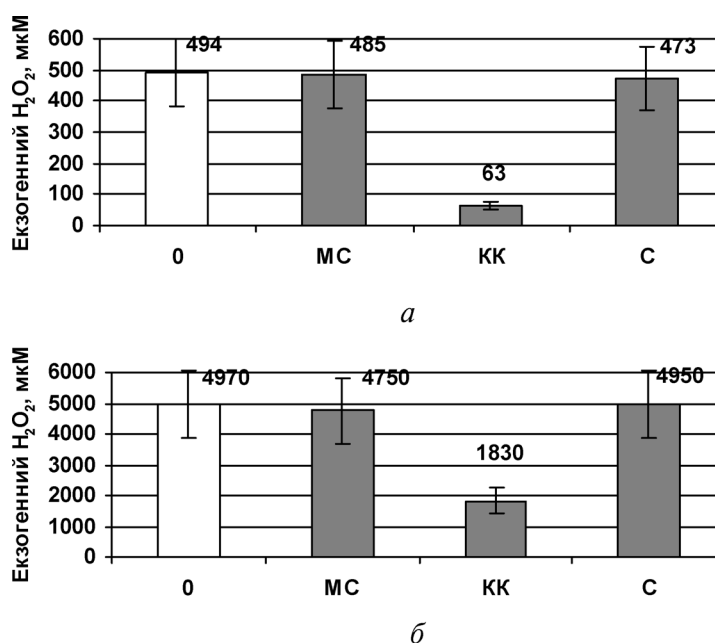 Екзогенний H₂O₂, мкМ
600
500
400
300
200
100
0
494
485
63
473
0
МС
КК
С
а
Екзогенний H₂O₂, мкМ
6000
5000
4000
3000
2000
1000
0
4970
4750
1830
4950
0
МС
КК
С
б